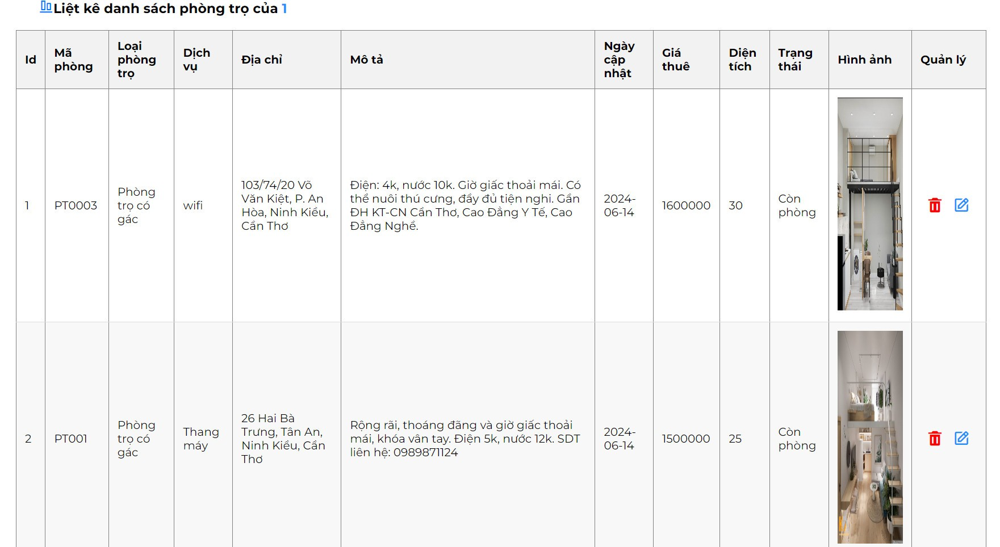 Liệt kê danh sách phòng trọ của 1
Id
Mã
phòng
Loại
phòng
trọ
Dịch
vụ
Địa chỉ
Mô tả
Ngày
cập
nhật
Giá
thuê
Diện
tích
Trạng
thái
Hình ảnh
Quản lý
1
PT0003
Phòng
trọ có
gác
wifi
103/74/20 Võ
Văn Kiệt, P. An
Hòa, Ninh Kiều,
Cần Thơ
Điện: 4k, nước 10k. Giờ giấc thoải mái. Có
thể nuôi thú cưng, đầy đủ tiện nghi. Gần
ĐH KT-CN Cần Thơ, Cao Đẳng Y Tế, Cao
Đẳng Nghề.
2024-
06-14
1600000
30
Còn
phòng
2
PT001
Phòng
trọ có
gác
Thang
máy
26 Hai Bà
Trưng, Tân An,
Ninh Kiều, Cần
Thơ
Rộng rãi, thoáng đãng và giờ giấc thoải
mái, khóa vân tay. Điện 5k, nước 12k. SDT
liên hệ: 0989871124
2024-
06-14
1500000
25
Còn
phòng